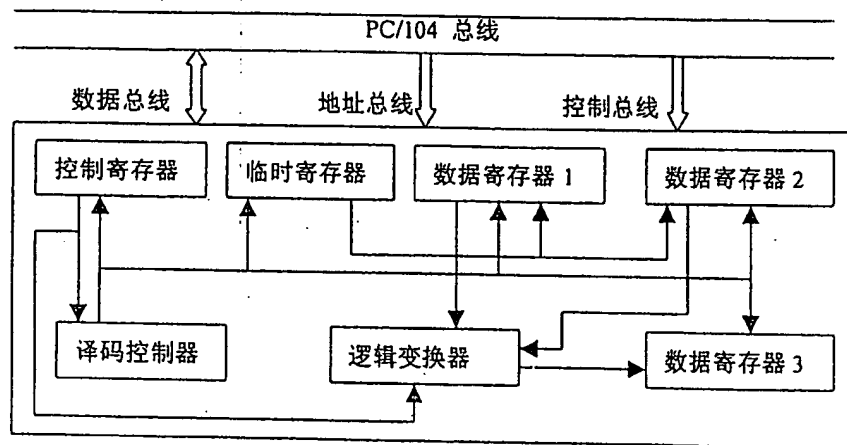 PC/104 总线
数据总线
地址总线
控制总线
控制寄存器
临时寄存器
数据寄存器 1
数据寄存器 2
译码控制器
逻辑变换器
数据寄存器 3